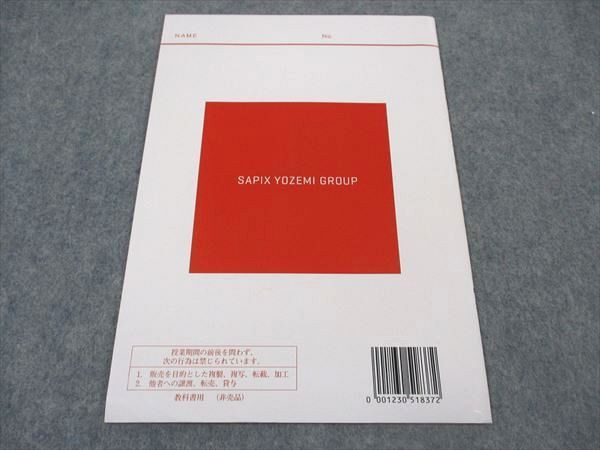 NAME No.
SAPIX YOZEMI GROUP
授業期間の前後を問わず、
次の行為は禁じられています。
1. 販売を目的とした複製、複写、転載、加工
2. 他者への譲渡、転売、貸与
教科書用 (非売品)
0 001230 518372